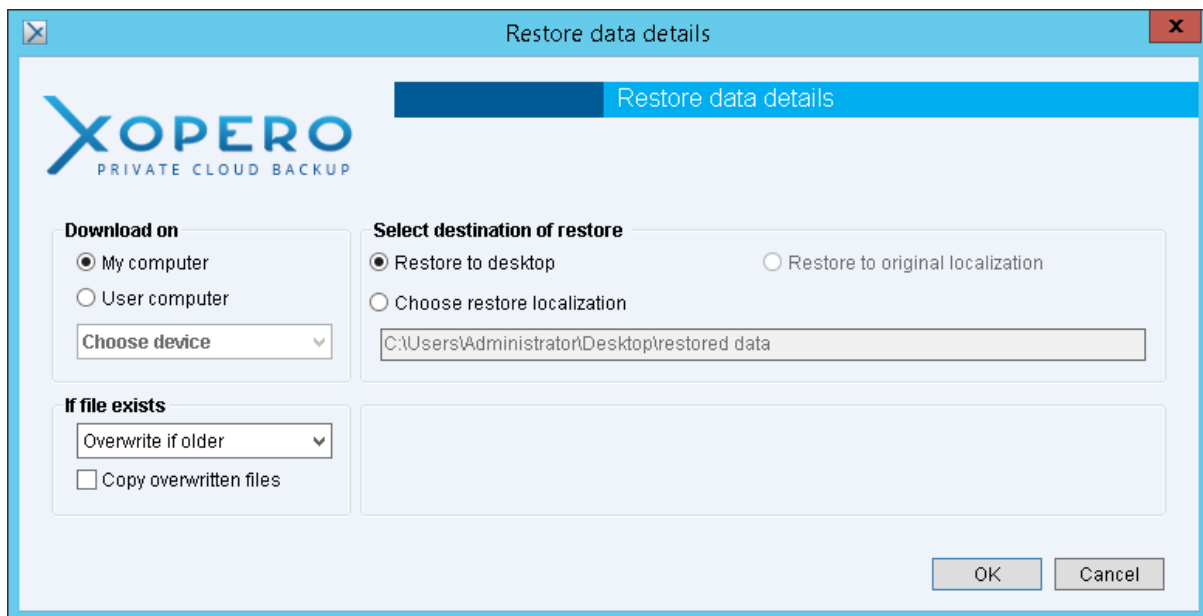 Restore data details
X
Restore data details
XOPERO
PRIVATE CLOUD BACKUP
Download on
My computer
User computer
Choose device
Select destination of restore
Restore to desktop
Restore to original localization
Choose restore localization
C:\Users\Administrator\Desktop\restored data
If file exists
Overwrite if older
Copy overwritten files
OK
Cancel